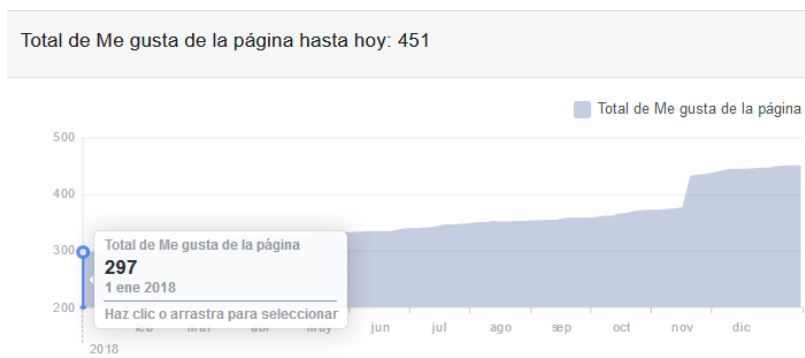 Total de Me gusta de la página hasta hoy: 451
Total de Me gusta de la página
500
400
300
200
Total de Me gusta de la página
297
1 ene 2018
Haz clic o arrastra para seleccionar
jun jul ago sep oct nov dic
2018